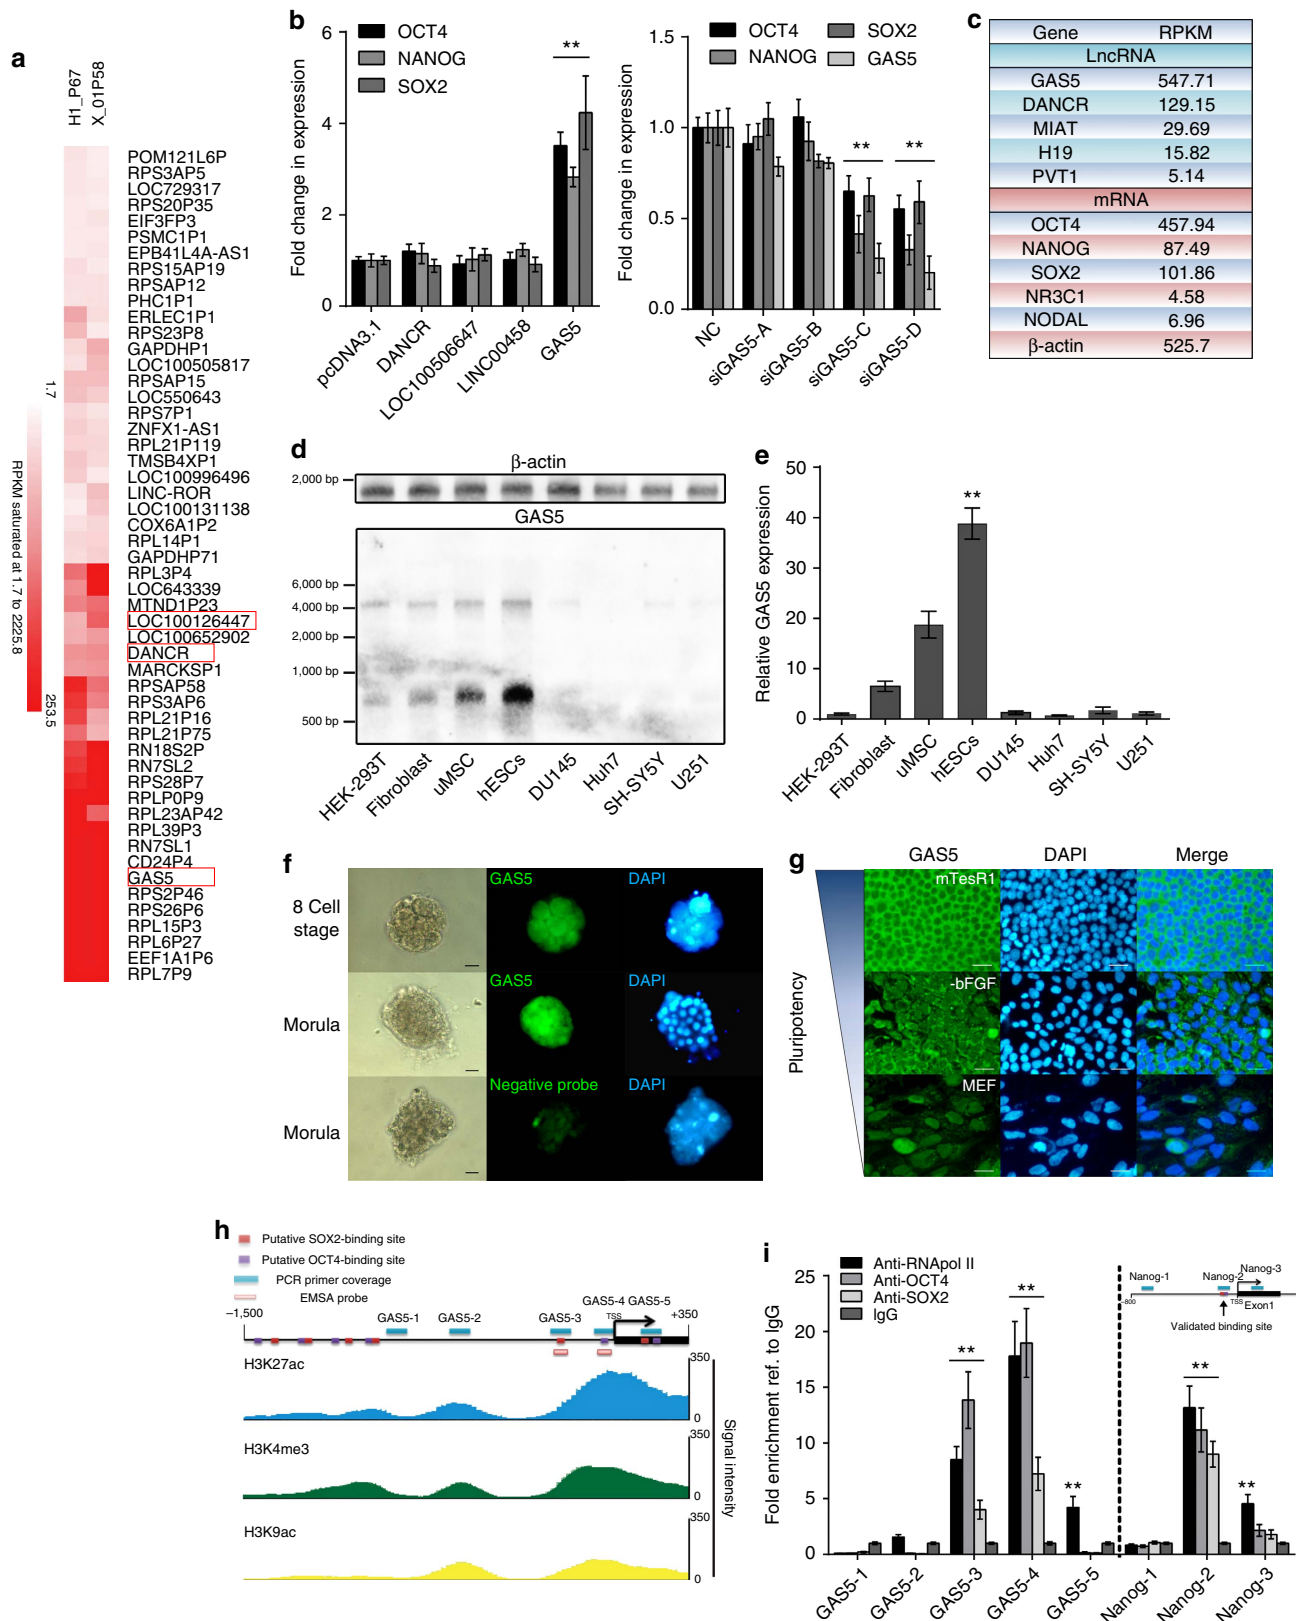 a
H1_P67
X_01P58
POM121L6P
RPS3AP5
LOC729317
RPS20P35
EIF3FP3
PSMC1P1
EPB41L4A-AS1
RPS15AP19
RPSAP12
PHC1P1
ERLEC1P1
RPS23P8
GAPDHP1
LOC100505817
RPSAP15
LOC550643
RPS7P1
ZNFX1-AS1
RPL21P119
TMSB4XP1
LOC100996496
LINC-ROR
LOC100131138
COX6A1P2
RPL14P1
GAPDHP71
RPL3P4
LOC643339
MTND1P23
LOC100126447
LOC100652902
DANCR
MARCKSP1
RPSAP58
RPS3AP6
RPL21P16
RPL21P75
RN18S2P
RN7SL2
RPS28P7
RPLP0P9
RPL23AP42
RPL39P3
RN7SL1
CD24P4
GAS5
RPS2P46
RPS26P6
RPL15P3
RPL6P27
EEF1A1P6
RPL7P9
1.7
RPKM saturated at 1.7 to 2225.8
253.5
b
OCT4
NANOG
SOX2
**
Fold change in expression
6
4
2
0
pcDNA3.1
DANCR
LOC100506647
LINC00458
GAS5
OCT4
NANOG
SOX2
GAS5
** **
Fold change in expression
1.5
1.0
0.5
0.0
NC
siGAS5-A
siGAS5-B
siGAS5-C
siGAS5-D
c
Gene RPKM
LncRNA
GAS5 547.71
DANCR 129.15
MIAT 29.69
H19 15.82
PVT1 5.14
mRNA
OCT4 457.94
NANOG 87.49
SOX2 101.86
NR3C1 4.58
NODAL 6.96
β-actin 525.7
d
β-actin
2,000 bp
GAS5
6,000 bp
4,000 bp
2,000 bp
1,000 bp
500 bp
HEK-293T
Fibroblast
uMSC
hESCs
DU145
Huh7
SH-SY5Y
U251
e
Relative GAS5 expression
50
40
30
20
10
0
**
HEK-293T
Fibroblast
uMSC
hESCs
DU145
Huh7
SH-SY5Y
U251
f
8 Cell
stage
GAS5
DAPI
Morula
GAS5
DAPI
Morula
Negative probe
DAPI
g
GAS5 DAPI Merge
Pluripotency
mTesR1
-bFGF
MEF
h
Putative SOX2-binding site
Putative OCT4-binding site
PCR primer coverage
EMSA probe
−1,500
GAS5-1
GAS5-2
GAS5-3
GAS5-4 GAS5-5
TSS
+350
H3K27ac
350
0
H3K4me3
350
0
H3K9ac
350
0
Signal intensity
i
Anti-RNApol II
Anti-OCT4
Anti-SOX2
IgG
Fold enrichment ref. to IgG
25
20
15
10
5
0
**
**
**
**
**
Nanog-1
Nanog-2
Nanog-3
-800
TSS
Exon1
Validated binding site
GAS5-1
GAS5-2
GAS5-3
GAS5-4
GAS5-5
Nanog-1
Nanog-2
Nanog-3